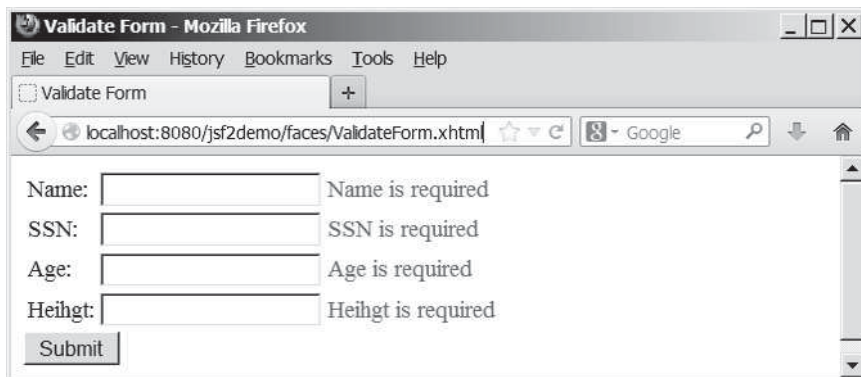 Validate Form - Mozilla Firefox
File Edit View History Bookmarks Tools Help
Validate Form +
localhost:8080/jsf2demo/faces/ValidateForm.xhtml 8 Google
Name: Name is required
SSN: SSN is required
Age: Age is required
Heihgt: Heihgt is required
Submit